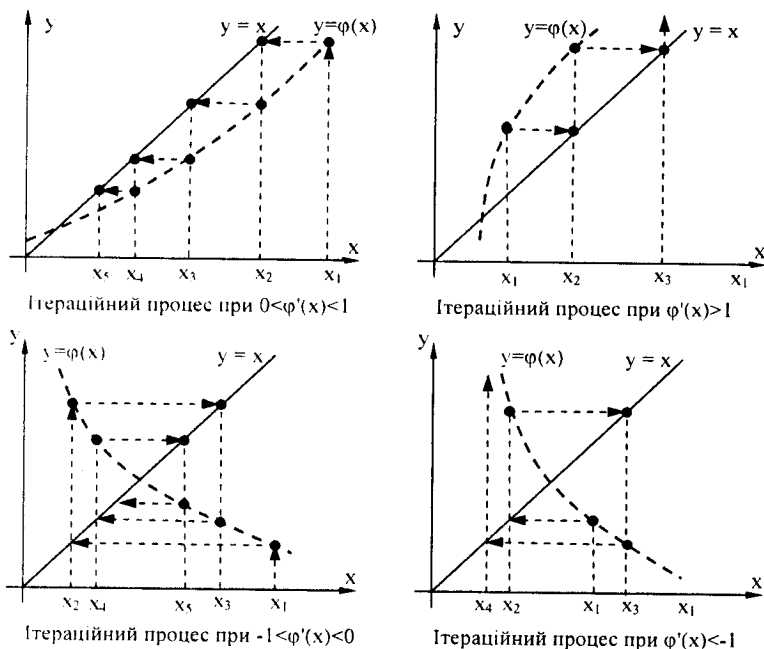 y
y = x
y=φ(x)
x
x₅
x₄
x₃
x₂
x₁
Ітераційний процес при 0<φ'(x)<1
y
y=φ(x)
y = x
x
x₁
x₂
x₃
x₁
Ітераційний процес при φ'(x)>1
y
y=φ(x)
y = x
x
x₂
x₄
x₅
x₃
x₁
Ітераційний процес при -1<φ'(x)<0
y
y=φ(x)
y = x
x
x₄
x₂
x₁
x₃
x₁
Ітераційний процес при φ'(x)<-1